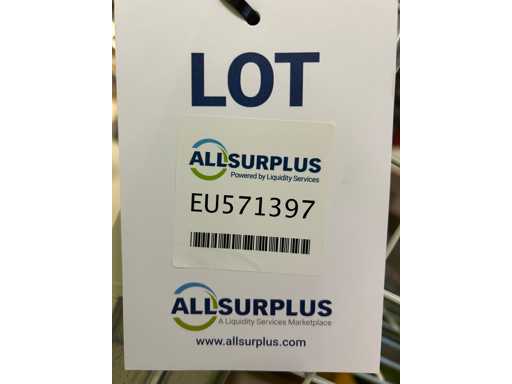 LOT
ALLSURPLUS
Powered by Liquidity Services
EU571397
ALLSURPLUS
A Liquidity Services Marketplace
www.allsurplus.com